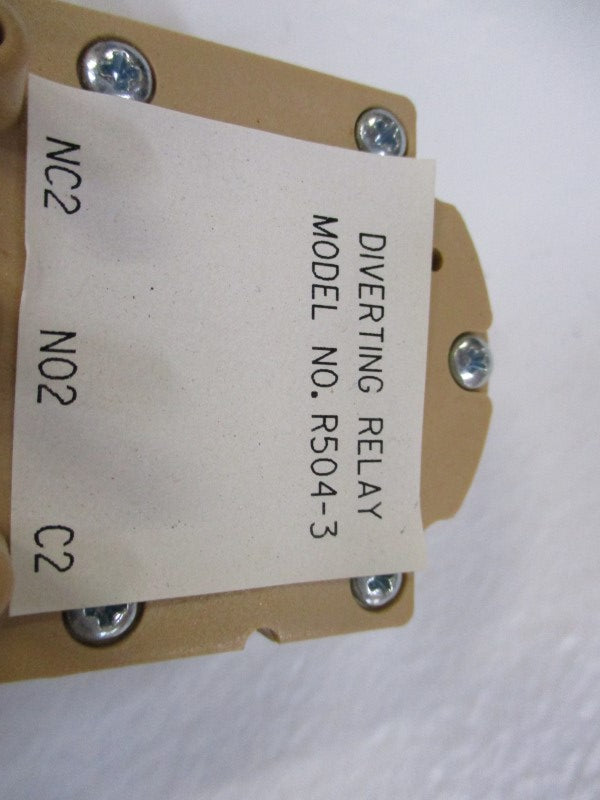 DIVERTING RELAY
MODEL NO. R504-3
NC2 NO2 C2